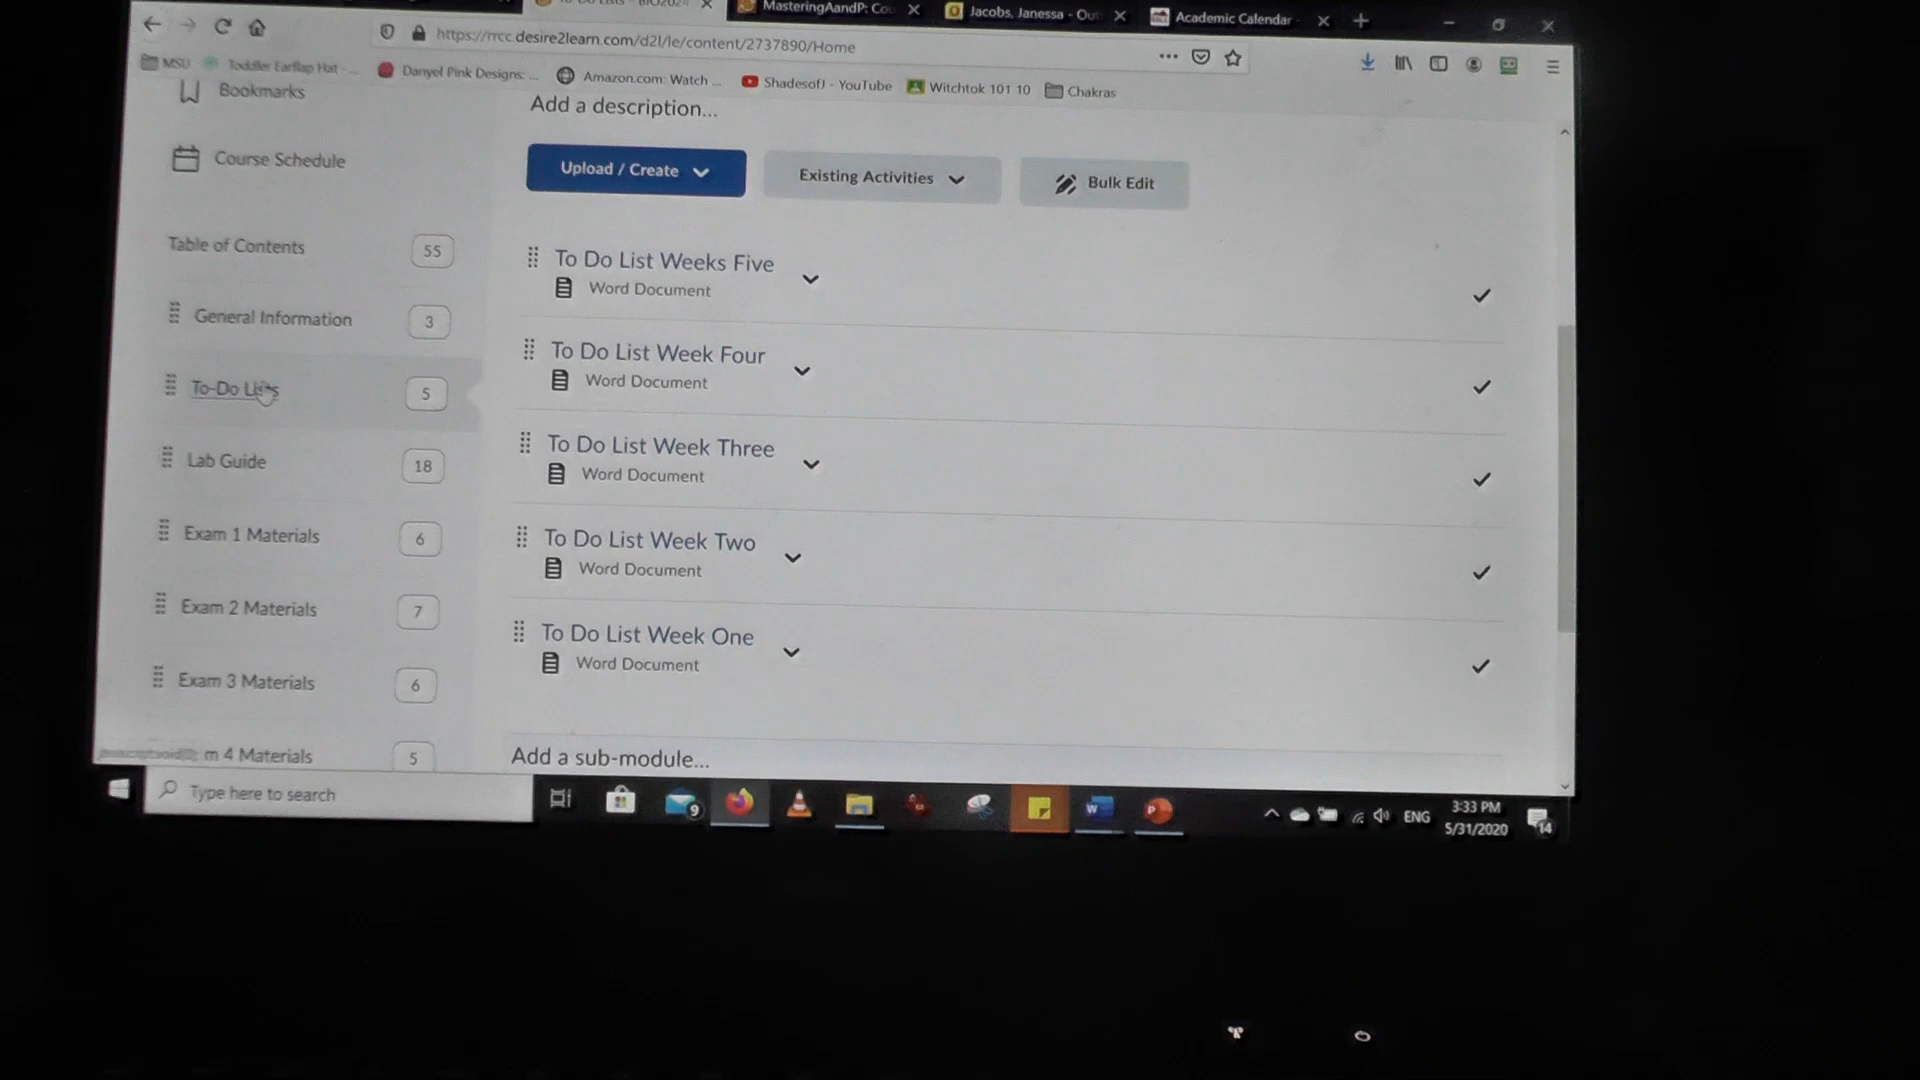 MasteringAandP: Cou
Jacobs, Janessa - Out
Academic Calendar
https://rrcc.desire2learn.com/d2l/le/content/2737890/Home
MSU
Toddler Earflap Hat - ...
Danyel Pink Designs: ...
Amazon.com: Watch ...
ShadesofJ - YouTube
Witchtok 101 10
Chakras
Bookmarks
Course Schedule
Table of Contents
55
General Information
3
To-Do Lists
5
Lab Guide
18
Exam 1 Materials
6
Exam 2 Materials
7
Exam 3 Materials
6
m 4 Materials
5
Add a description...
Upload / Create
Existing Activities
Bulk Edit
To Do List Weeks Five
Word Document
To Do List Week Four
Word Document
To Do List Week Three
Word Document
To Do List Week Two
Word Document
To Do List Week One
Word Document
Add a sub-module...
Type here to search
9
ENG
3:33 PM
5/31/2020
14